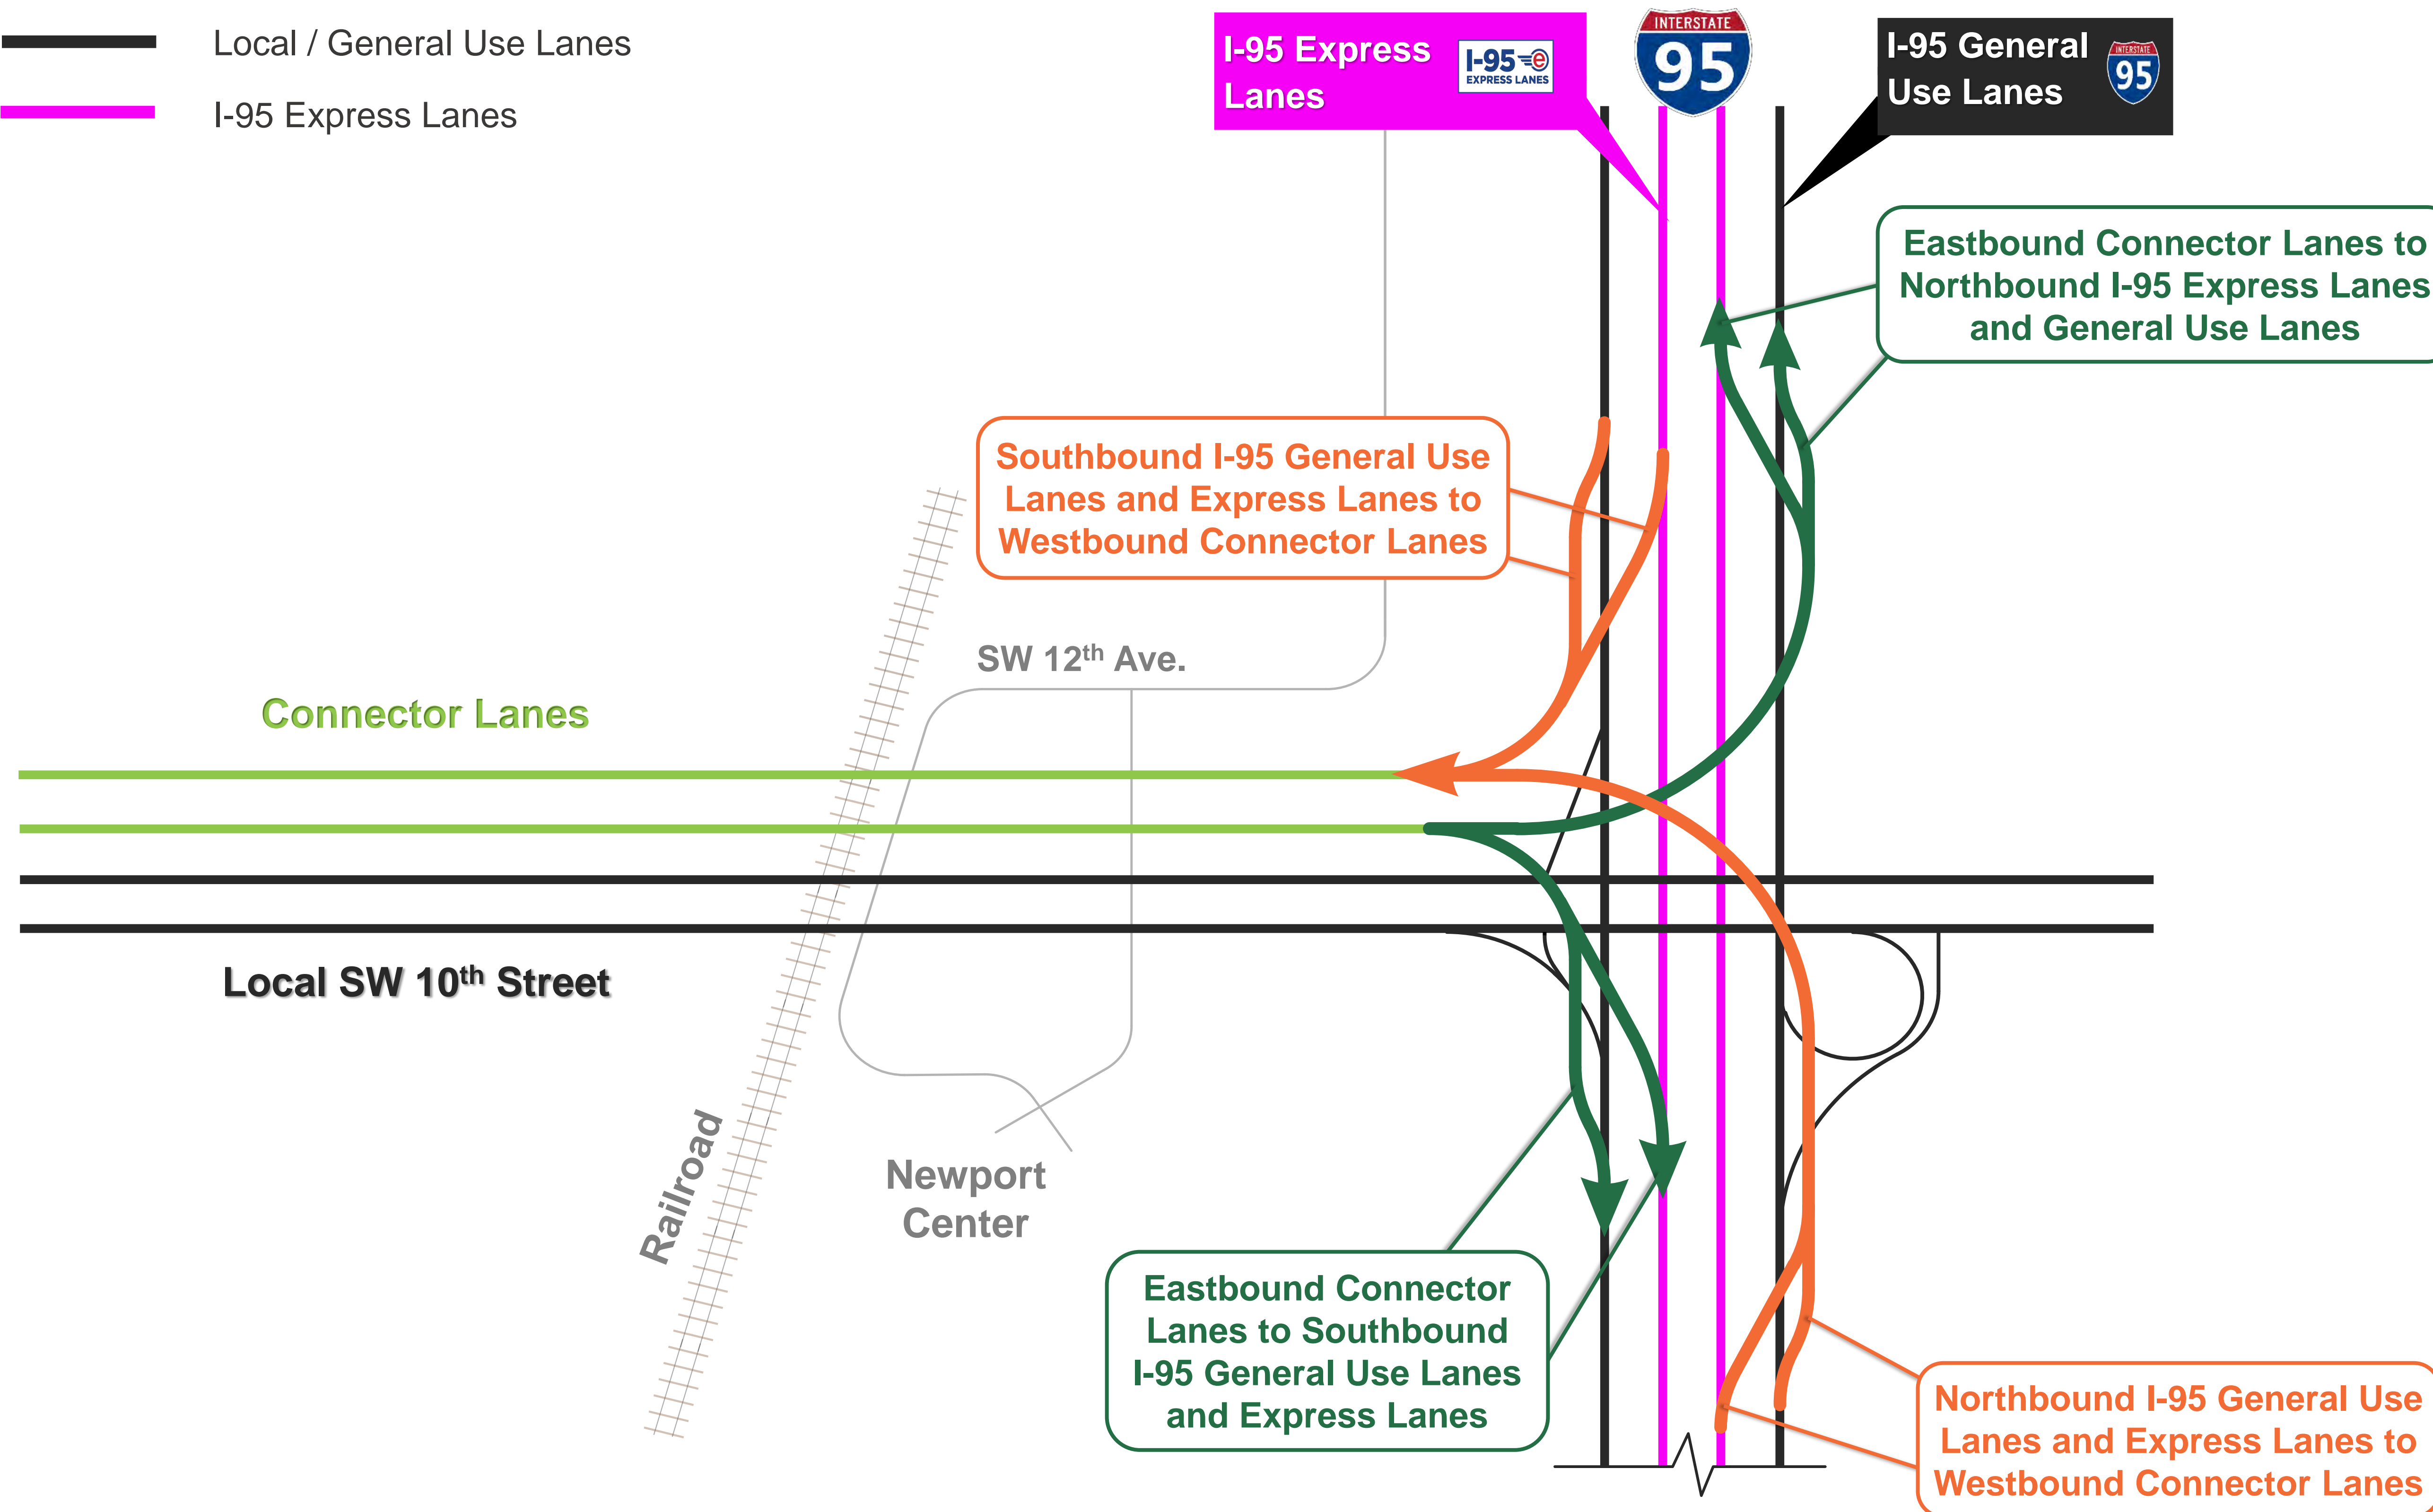 Local / General Use Lanes
I-95 Express Lanes
I-95 Express
Lanes
I-95 e
EXPRESS LANES
INTERSTATE
95
I-95 General
Use Lanes
INTERSTATE
95
Eastbound Connector Lanes to
Northbound I-95 Express Lanes
and General Use Lanes
Southbound I-95 General Use
Lanes and Express Lanes to
Westbound Connector Lanes
SW 12th Ave.
Connector Lanes
Local SW 10th Street
Railroad
Newport
Center
Eastbound Connector
Lanes to Southbound
I-95 General Use Lanes
and Express Lanes
Northbound I-95 General Use
Lanes and Express Lanes to
Westbound Connector Lanes